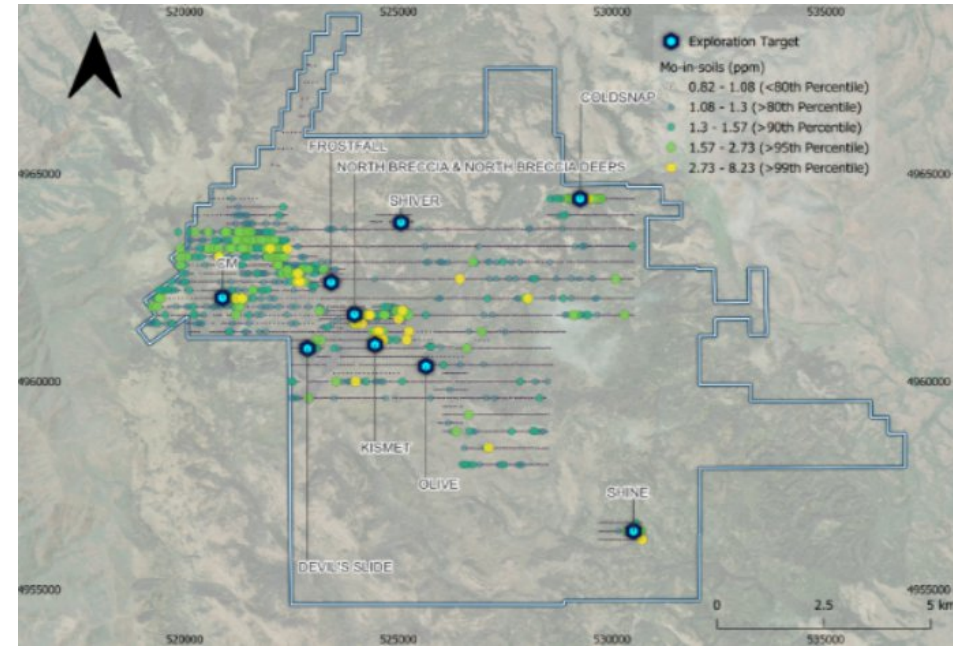 520000 525000 530000 535000
Exploration Target
Mo-in-soils (ppm)
0.82 - 1.08 (<80th Percentile)
1.08 - 1.3 (>80th Percentile)
1.3 - 1.57 (>90th Percentile)
1.57 - 2.73 (>95th Percentile)
2.73 - 8.23 (>99th Percentile)
COLDSNAP
FROSTFALL
NORTH BRECCIA & NORTH BRECCIA DEEPS
4965000 4965000
SHIVER
CM
4960000 4960000
KISMET
OLIVE
SHINE
DEVIL'S SLIDE
4955000 4955000
0 2.5 5 km
520000 525000 530000 535000